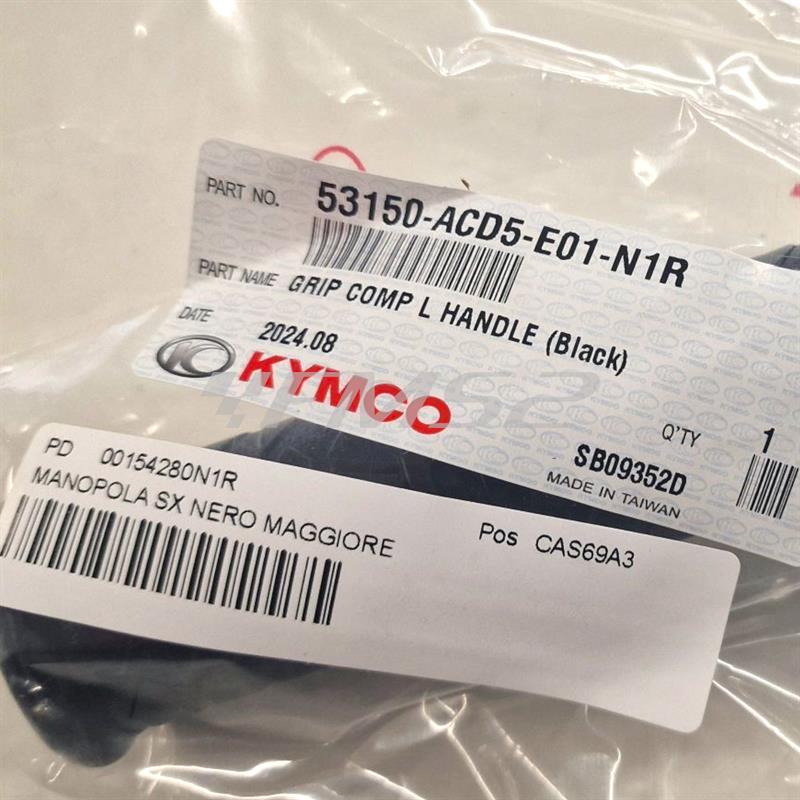 PART NO. 53150-ACD5-E01-N1R
PART NAME GRIP COMP L HANDLE (Black)
DATE 2024.08
KYMCO
Q'TY 1
SB09352D
MADE IN TAIWAN
PD 00154280N1R
MANOPOLA SX NERO MAGGIORE
Pos CAS69A3